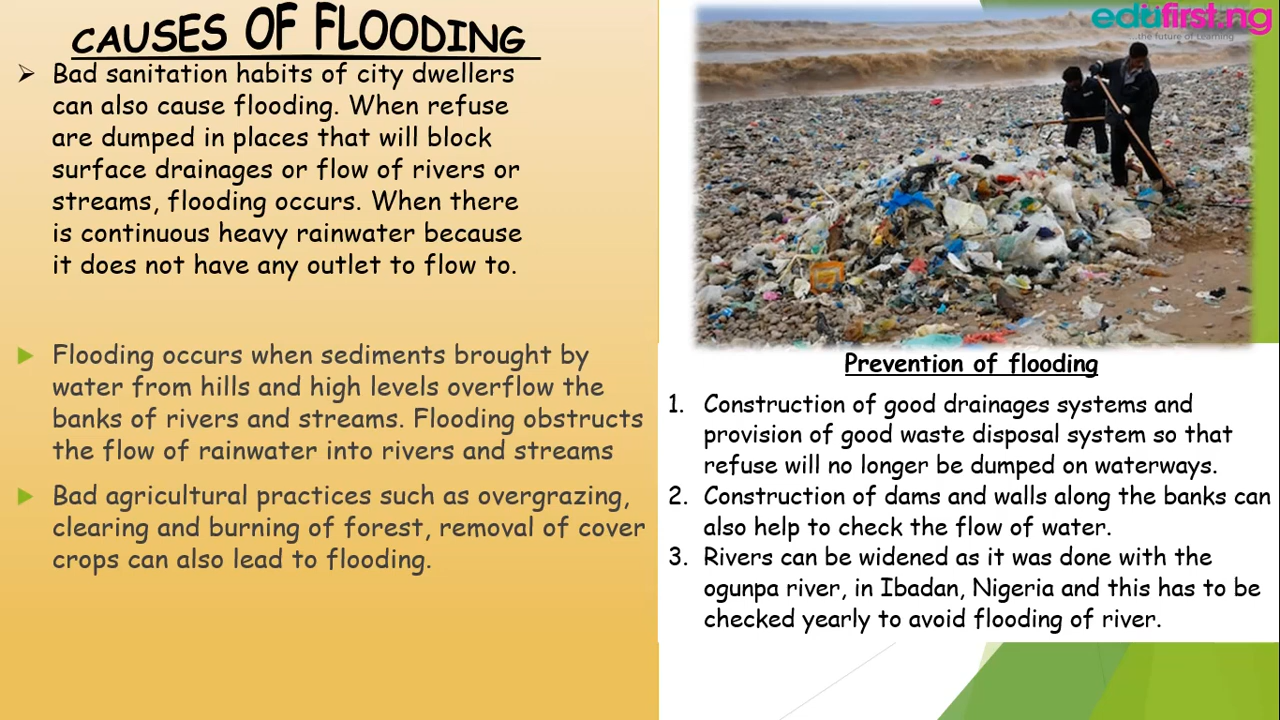 CAUSES OF FLOODING
➢ Bad sanitation habits of city dwellers
can also cause flooding. When refuse
are dumped in places that will block
surface drainages or flow of rivers or
streams, flooding occurs. When there
is continuous heavy rainwater because
it does not have any outlet to flow to.
▶ Flooding occurs when sediments brought by
water from hills and high levels overflow the
banks of rivers and streams. Flooding obstructs
the flow of rainwater into rivers and streams
▶ Bad agricultural practices such as overgrazing,
clearing and burning of forest, removal of cover
crops can also lead to flooding.
edufirst.ng
...the future of Learning
Prevention of flooding
1. Construction of good drainages systems and
provision of good waste disposal system so that
refuse will no longer be dumped on waterways.
2. Construction of dams and walls along the banks can
also help to check the flow of water.
3. Rivers can be widened as it was done with the
ogunpa river, in Ibadan, Nigeria and this has to be
checked yearly to avoid flooding of river.